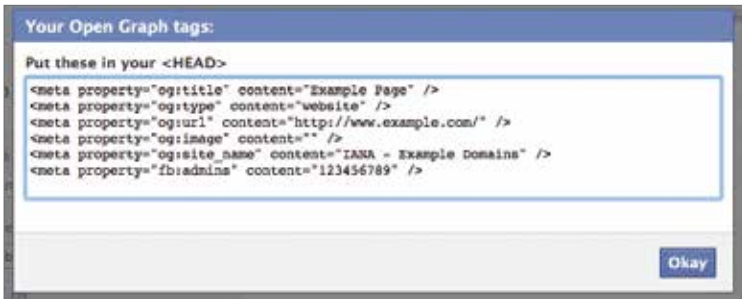 Your Open Graph tags:
Put these in your <HEAD>
<meta property="og:title" content="Example Page" />
<meta property="og:type" content="website" />
<meta property="og:url" content="http://www.example.com/" />
<meta property="og:image" content="" />
<meta property="og:site_name" content="IANA - Example Domains" />
<meta property="fb:admins" content="123456789" />
Okay